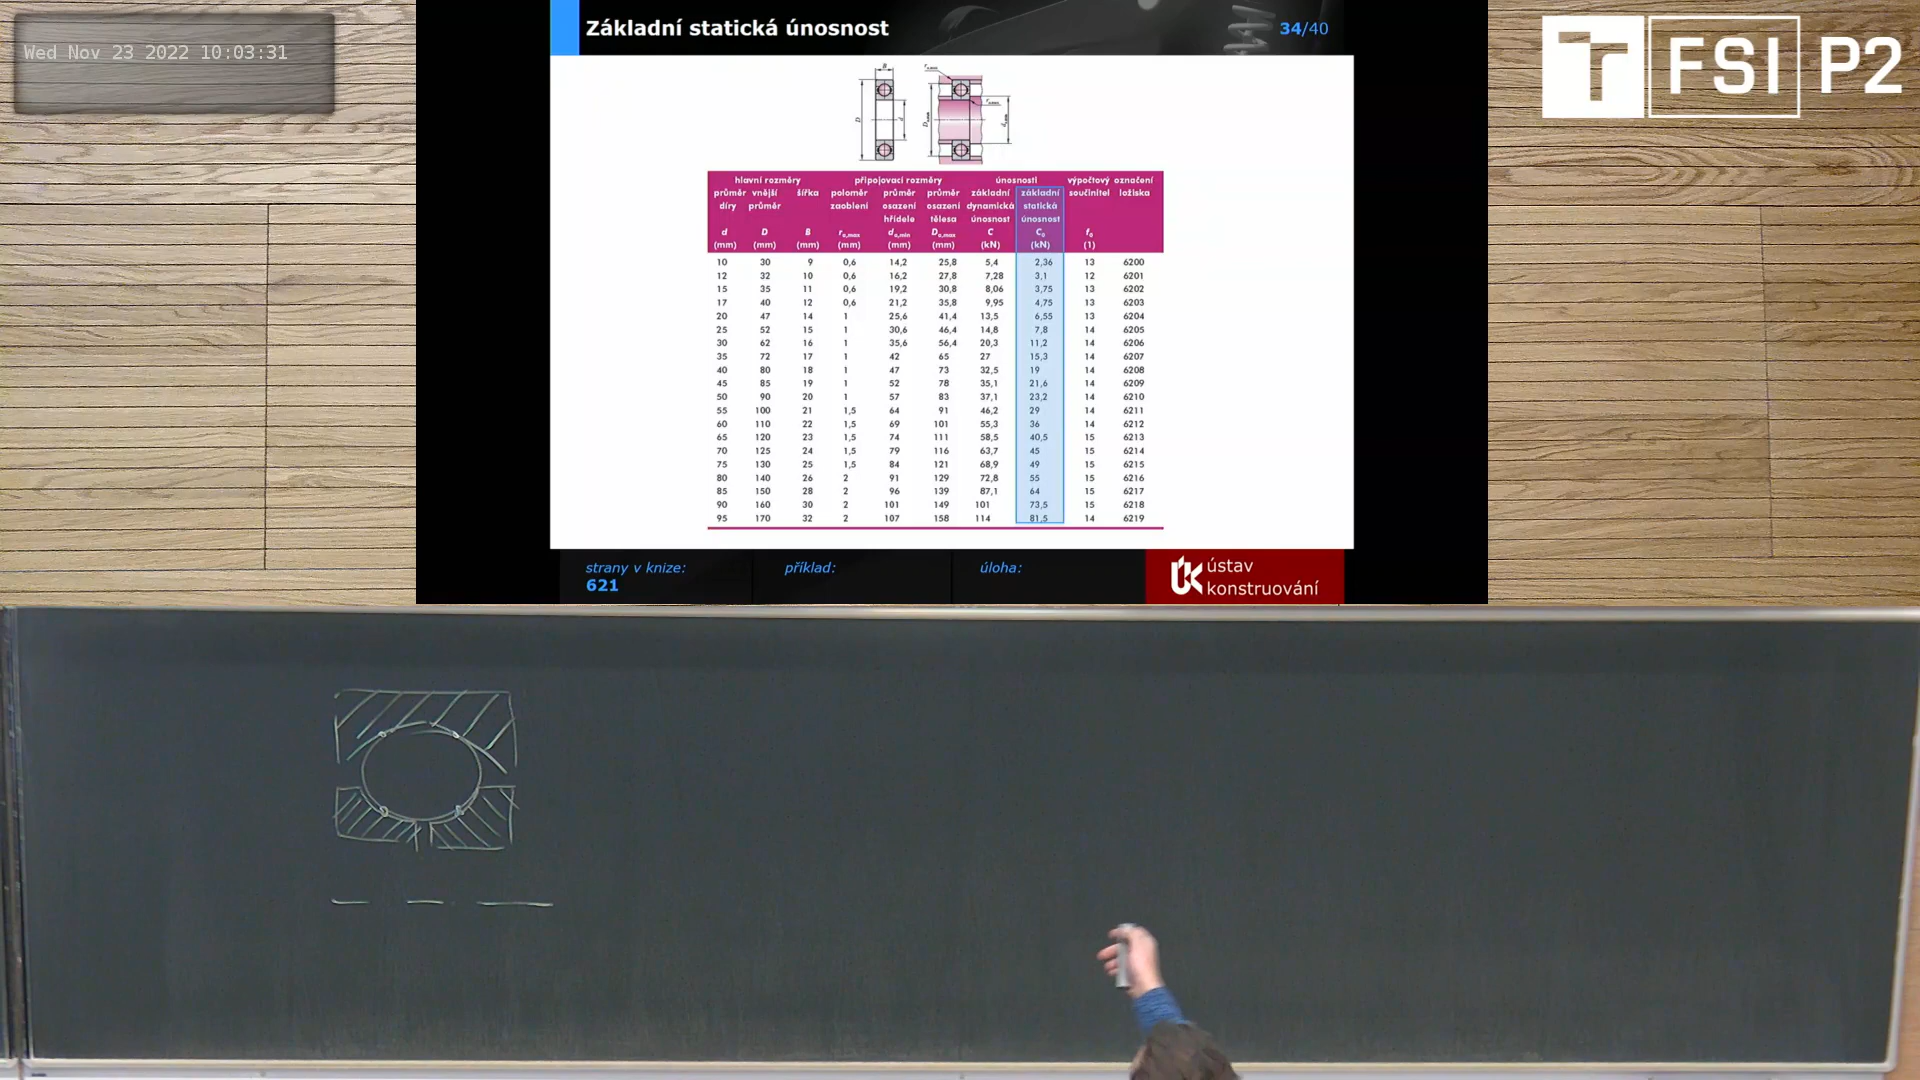 Wed Nov 23 2022 10:03:31
Základní statická únosnost
34/40
FSI P2
hlavní rozměry připojovací rozměry únosnosti výpočtový označení
průměr vnější šířka poloměr průměr průměr základní základní součinitel ložiska
díry průměr zaoblení osazení osazení dynamická statická
hřídele tělesa únosnost únosnost
d D B ra,max da,min Da,max C C0 f0
(mm) (mm) (mm) (mm) (mm) (mm) (kN) (kN) (1)
10 30 9 0,6 14,2 25,8 5,4 2,36 13 6200
12 32 10 0,6 16,2 27,8 7,28 3,1 12 6201
15 35 11 0,6 19,2 30,8 8,06 3,75 13 6202
17 40 12 0,6 21,2 35,8 9,95 4,75 13 6203
20 47 14 1 25,6 41,4 13,5 6,55 13 6204
25 52 15 1 30,6 46,4 14,8 7,8 14 6205
30 62 16 1 35,6 56,4 20,3 11,2 14 6206
35 72 17 1 42 65 27 15,3 14 6207
40 80 18 1 47 73 32,5 19 14 6208
45 85 19 1 52 78 35,1 21,6 14 6209
50 90 20 1 57 83 37,1 23,2 14 6210
55 100 21 1,5 64 91 46,2 29 14 6211
60 110 22 1,5 69 101 55,3 36 14 6212
65 120 23 1,5 74 111 58,5 40,5 15 6213
70 125 24 1,5 79 116 63,7 45 15 6214
75 130 25 1,5 84 121 68,9 49 15 6215
80 140 26 2 91 129 72,8 55 15 6216
85 150 28 2 96 139 87,1 64 15 6217
90 160 30 2 101 149 101 73,5 15 6218
95 170 32 2 107 158 114 81,5 14 6219
strany v knize:
621
příklad:
úloha:
ústav
konstruování